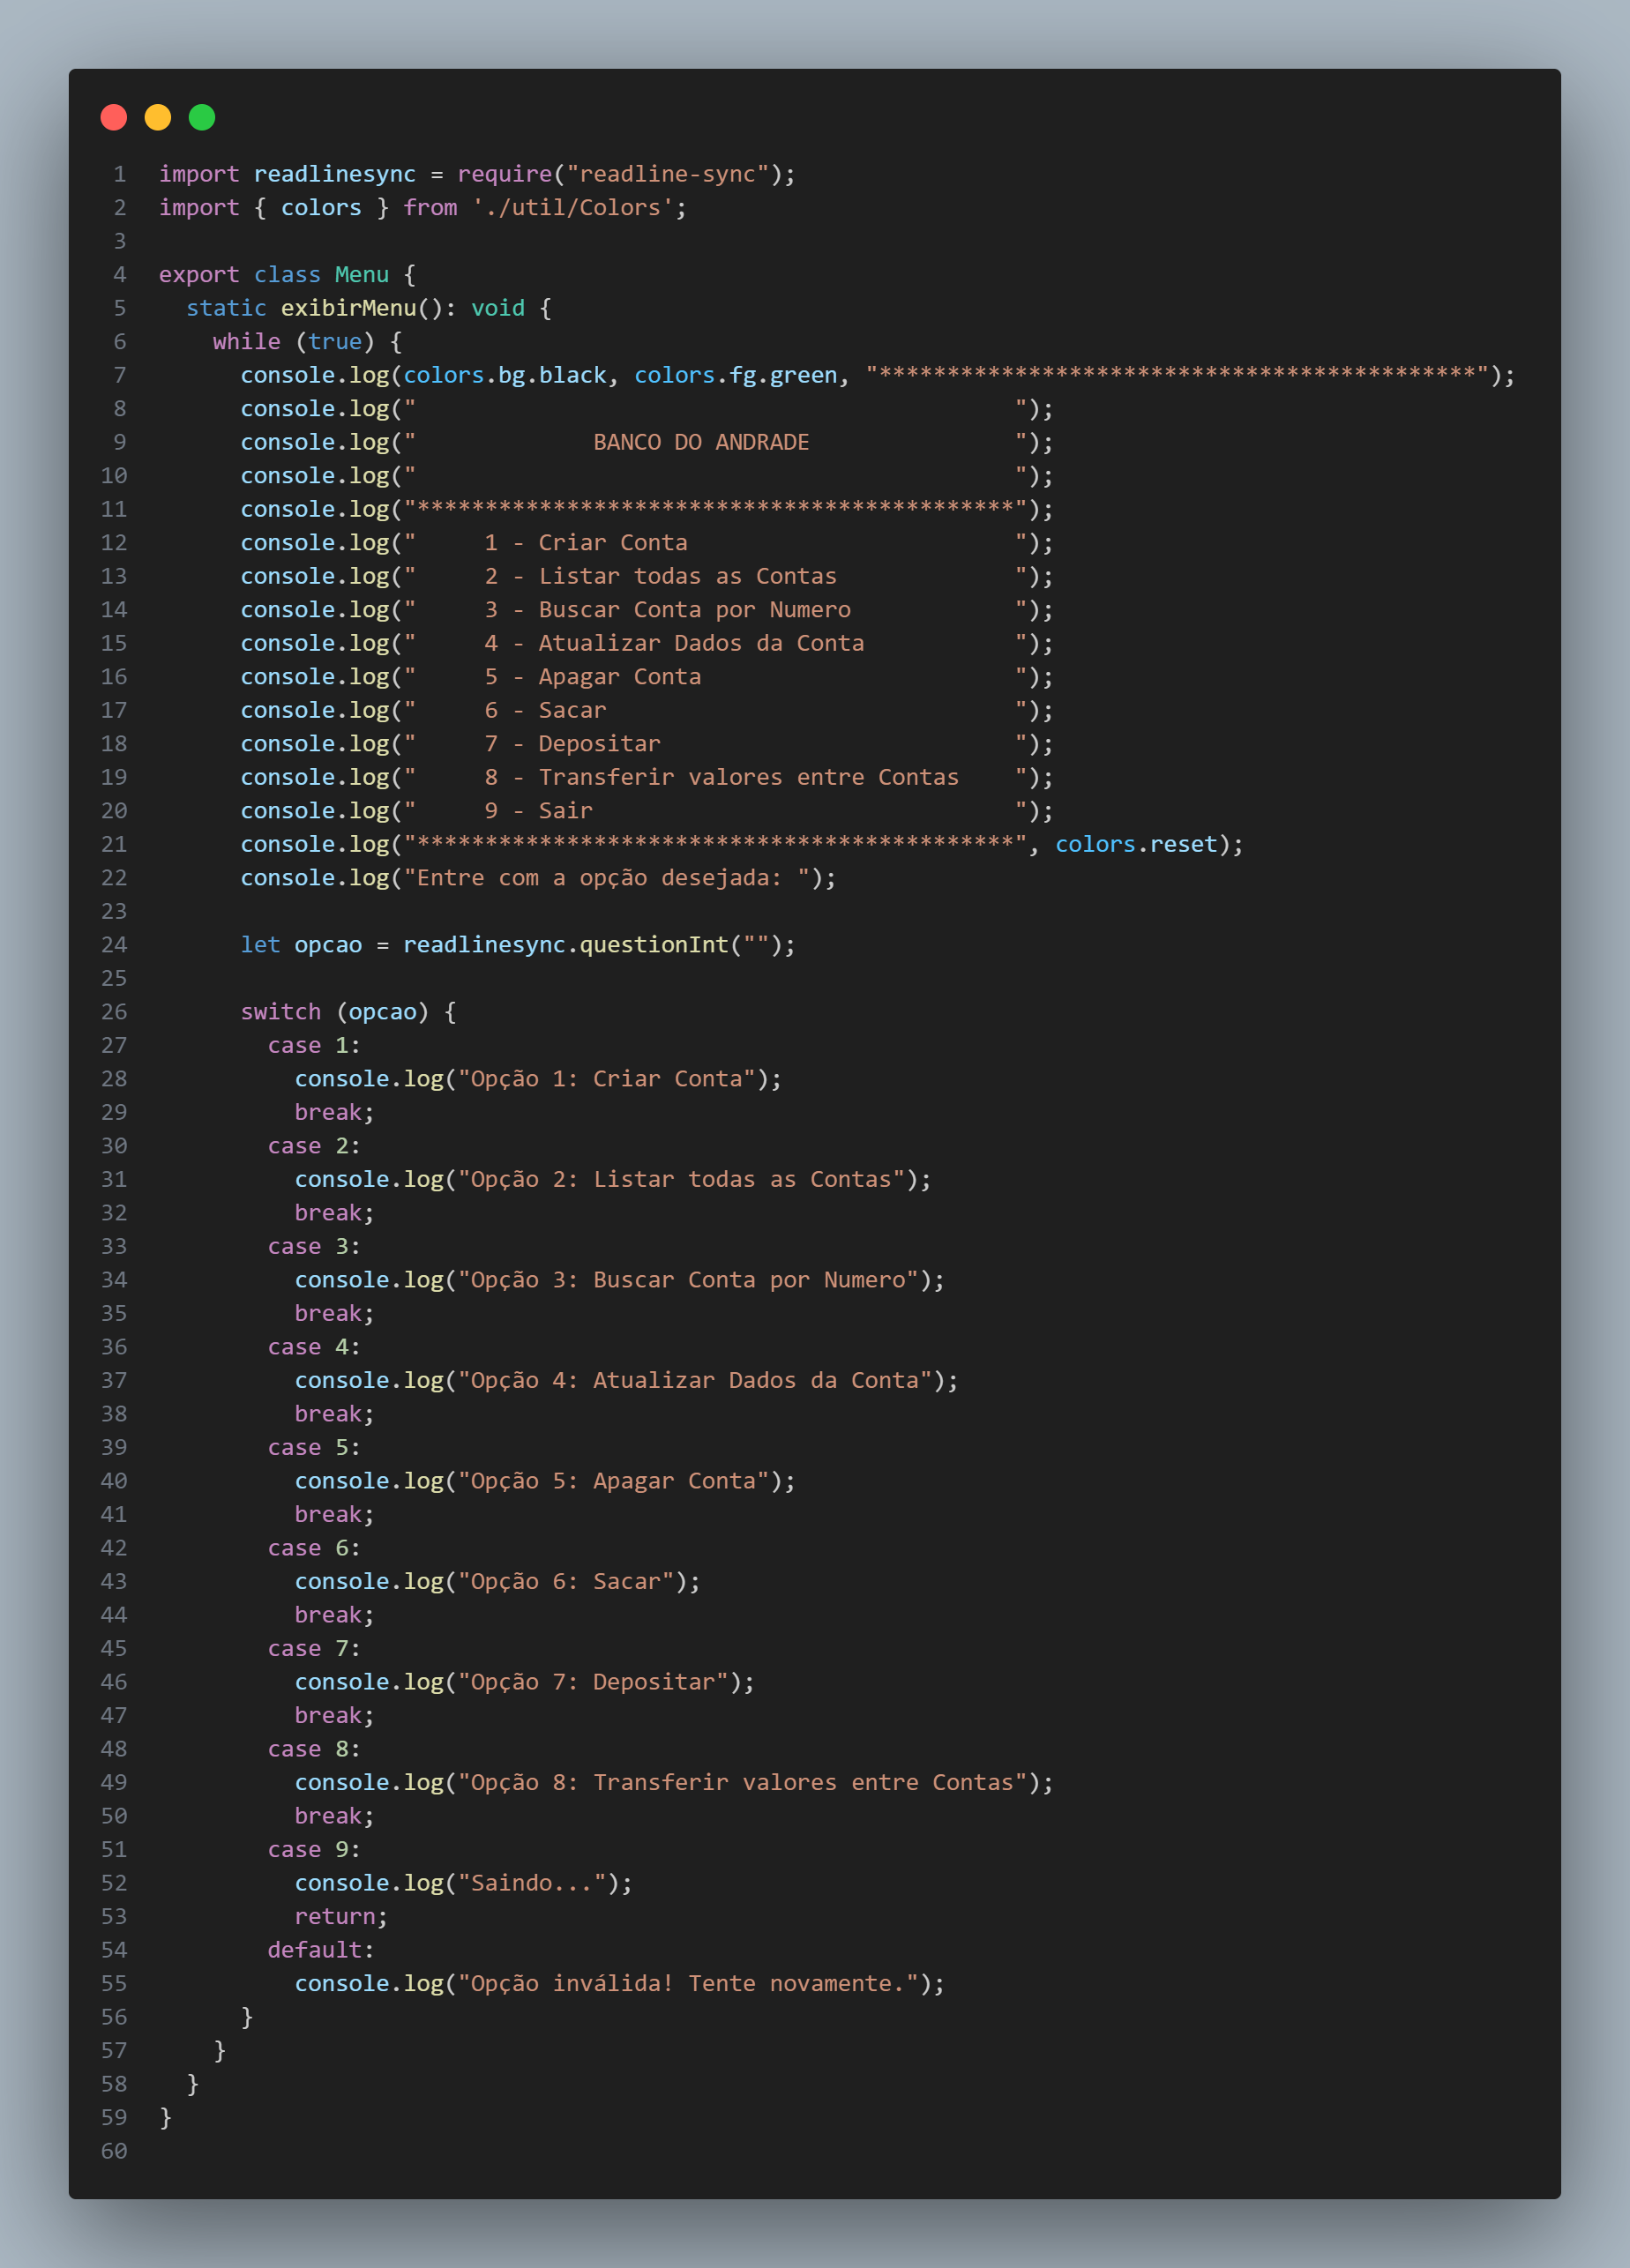 1 import readlinesync = require("readline-sync");
2 import { colors } from './util/Colors';
3
4 export class Menu {
5   static exibirMenu(): void {
6     while (true) {
7       console.log(colors.bg.black, colors.fg.green, "********************************************");
8       console.log("                                            ");
9       console.log("             BANCO DO ANDRADE               ");
10       console.log("                                            ");
11       console.log("********************************************");
12       console.log("     1 - Criar Conta                        ");
13       console.log("     2 - Listar todas as Contas             ");
14       console.log("     3 - Buscar Conta por Numero            ");
15       console.log("     4 - Atualizar Dados da Conta           ");
16       console.log("     5 - Apagar Conta                       ");
17       console.log("     6 - Sacar                              ");
18       console.log("     7 - Depositar                          ");
19       console.log("     8 - Transferir valores entre Contas    ");
20       console.log("     9 - Sair                               ");
21       console.log("********************************************", colors.reset);
22       console.log("Entre com a opção desejada: ");
23
24       let opcao = readlinesync.questionInt("");
25
26       switch (opcao) {
27         case 1:
28           console.log("Opção 1: Criar Conta");
29           break;
30         case 2:
31           console.log("Opção 2: Listar todas as Contas");
32           break;
33         case 3:
34           console.log("Opção 3: Buscar Conta por Numero");
35           break;
36         case 4:
37           console.log("Opção 4: Atualizar Dados da Conta");
38           break;
39         case 5:
40           console.log("Opção 5: Apagar Conta");
41           break;
42         case 6:
43           console.log("Opção 6: Sacar");
44           break;
45         case 7:
46           console.log("Opção 7: Depositar");
47           break;
48         case 8:
49           console.log("Opção 8: Transferir valores entre Contas");
50           break;
51         case 9:
52           console.log("Saindo...");
53           return;
54         default:
55           console.log("Opção inválida! Tente novamente.");
56       }
57     }
58   }
59 }
60